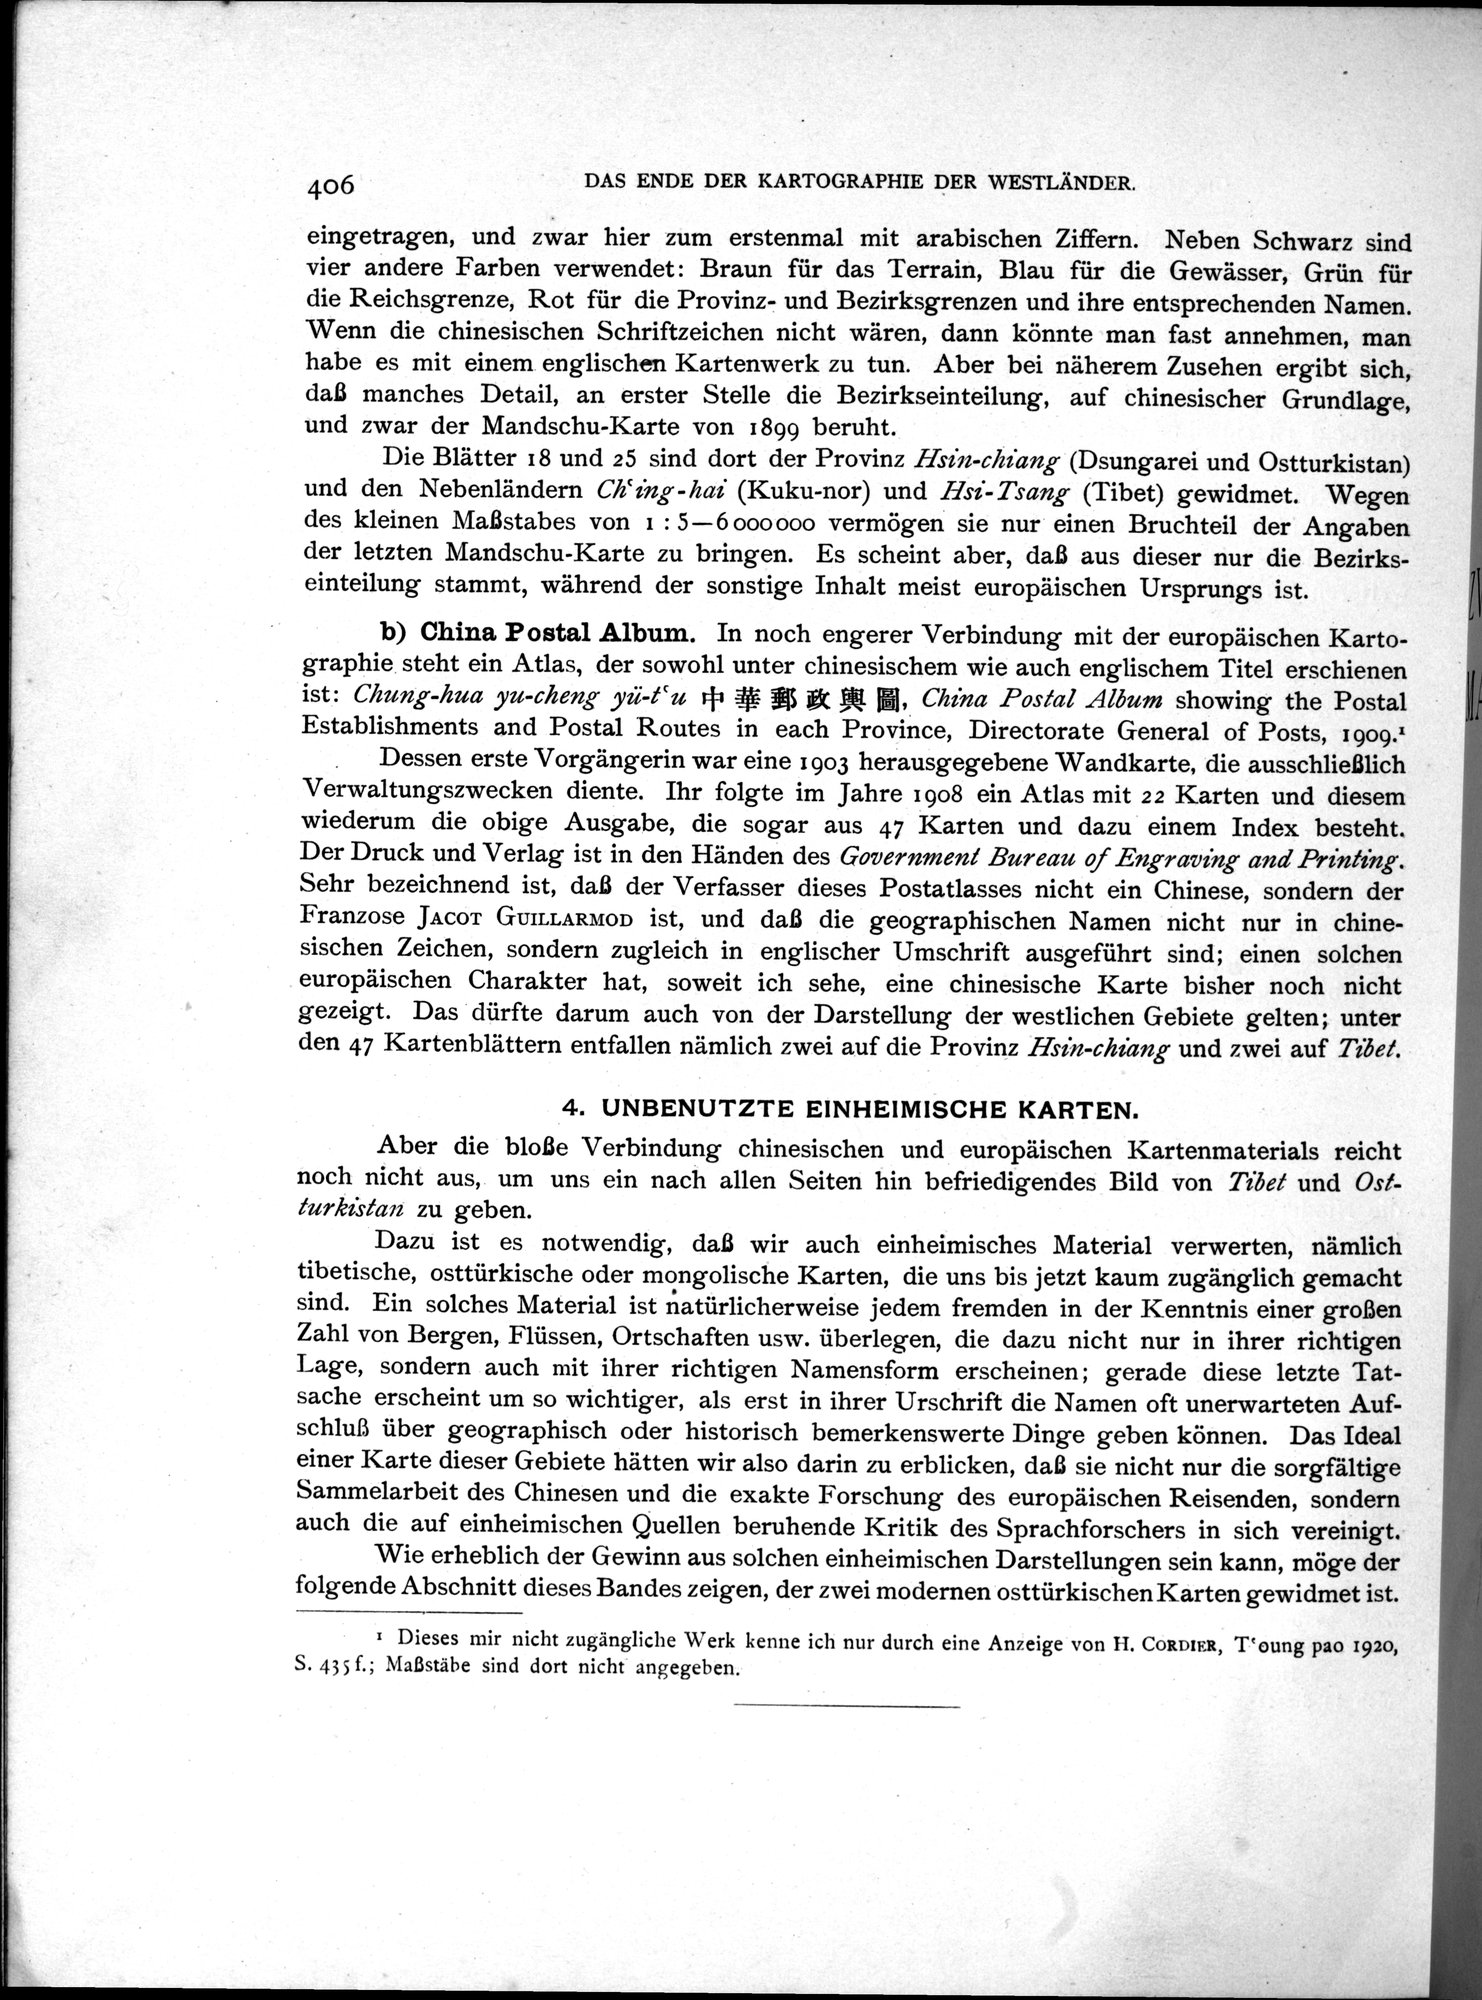 406
DAS ENDE DER KARTOGRAPHIE DER WESTLÄNDER.
eingetragen, und zwar hier zum erstenmal mit arabischen Ziffern. Neben Schwarz sind
vier andere Farben verwendet: Braun für das Terrain, Blau für die Gewässer, Grün für
die Reichsgrenze, Rot für die Provinz- und Bezirksgrenzen und ihre entsprechenden Namen.
Wenn die chinesischen Schriftzeichen nicht wären, dann könnte man fast annehmen, man
habe es mit einem englischen Kartenwerk zu tun. Aber bei näherem Zusehen ergibt sich,
daß manches Detail, an erster Stelle die Bezirkseinteilung, auf chinesischer Grundlage,
und zwar der Mandschu-Karte von 1899 beruht.
Die Blätter 18 und 25 sind dort der Provinz Hsin-chiang (Dsungarei und Ostturkistan)
und den Nebenländern Chʻing-hai (Kuku-nor) und Hsi-Tsang (Tibet) gewidmet. Wegen
des kleinen Maßstabes von 1 : 5—6 000 000 vermögen sie nur einen Bruchteil der Angaben
der letzten Mandschu-Karte zu bringen. Es scheint aber, daß aus dieser nur die Bezirks-
einteilung stammt, während der sonstige Inhalt meist europäischen Ursprungs ist.
b) China Postal Album. In noch engerer Verbindung mit der europäischen Karto-
graphie steht ein Atlas, der sowohl unter chinesischem wie auch englischem Titel erschienen
ist: Chung-hua yu-cheng yü-tʻu 中華郵政輿圖, China Postal Album showing the Postal
Establishments and Postal Routes in each Province, Directorate General of Posts, 1909.¹
Dessen erste Vorgängerin war eine 1903 herausgegebene Wandkarte, die ausschließlich
Verwaltungszwecken diente. Ihr folgte im Jahre 1908 ein Atlas mit 22 Karten und diesem
wiederum die obige Ausgabe, die sogar aus 47 Karten und dazu einem Index besteht.
Der Druck und Verlag ist in den Händen des Government Bureau of Engraving and Printing.
Sehr bezeichnend ist, daß der Verfasser dieses Postatlasses nicht ein Chinese, sondern der
Franzose JACOT GUILLARMOD ist, und daß die geographischen Namen nicht nur in chine-
sischen Zeichen, sondern zugleich in englischer Umschrift ausgeführt sind; einen solchen
europäischen Charakter hat, soweit ich sehe, eine chinesische Karte bisher noch nicht
gezeigt. Das dürfte darum auch von der Darstellung der westlichen Gebiete gelten; unter
den 47 Kartenblättern entfallen nämlich zwei auf die Provinz Hsin-chiang und zwei auf Tibet.
4. UNBENUTZTE EINHEIMISCHE KARTEN.
Aber die bloße Verbindung chinesischen und europäischen Kartenmaterials reicht
noch nicht aus, um uns ein nach allen Seiten hin befriedigendes Bild von Tibet und Ost-
turkistan zu geben.
Dazu ist es notwendig, daß wir auch einheimisches Material verwerten, nämlich
tibetische, osttürkische oder mongolische Karten, die uns bis jetzt kaum zugänglich gemacht
sind. Ein solches Material ist natürlicherweise jedem fremden in der Kenntnis einer großen
Zahl von Bergen, Flüssen, Ortschaften usw. überlegen, die dazu nicht nur in ihrer richtigen
Lage, sondern auch mit ihrer richtigen Namensform erscheinen; gerade diese letzte Tat-
sache erscheint um so wichtiger, als erst in ihrer Urschrift die Namen oft unerwarteten Auf-
schluß über geographisch oder historisch bemerkenswerte Dinge geben können. Das Ideal
einer Karte dieser Gebiete hätten wir also darin zu erblicken, daß sie nicht nur die sorgfältige
Sammelarbeit des Chinesen und die exakte Forschung des europäischen Reisenden, sondern
auch die auf einheimischen Quellen beruhende Kritik des Sprachforschers in sich vereinigt.
Wie erheblich der Gewinn aus solchen einheimischen Darstellungen sein kann, möge der
folgende Abschnitt dieses Bandes zeigen, der zwei modernen osttürkischen Karten gewidmet ist.
¹ Dieses mir nicht zugängliche Werk kenne ich nur durch eine Anzeige von H. CORDIER, Tʻoung pao 1920,
S. 435 f.; Maßstäbe sind dort nicht angegeben.